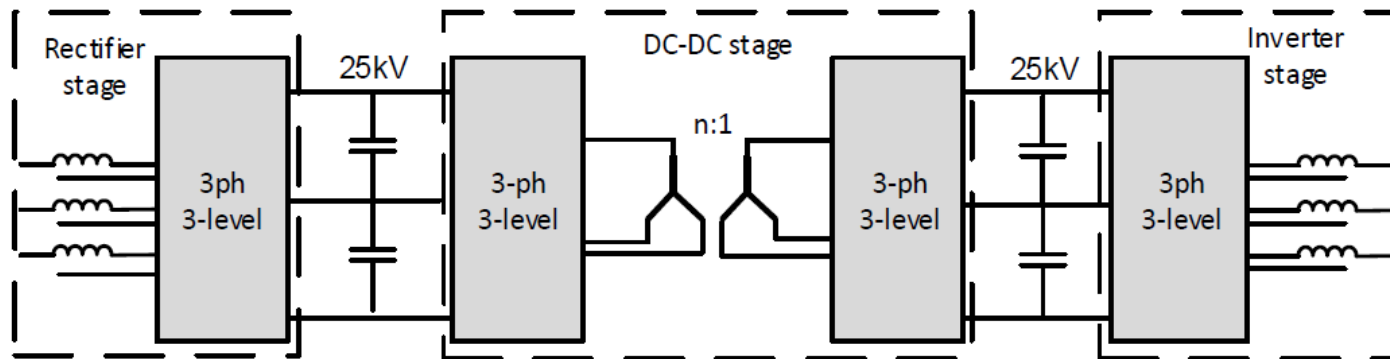 Rectifier
stage
3ph
3-level
25kV
DC-DC stage
3-ph
3-level
n:1
3-ph
3-level
25kV
Inverter
stage
3ph
3-level